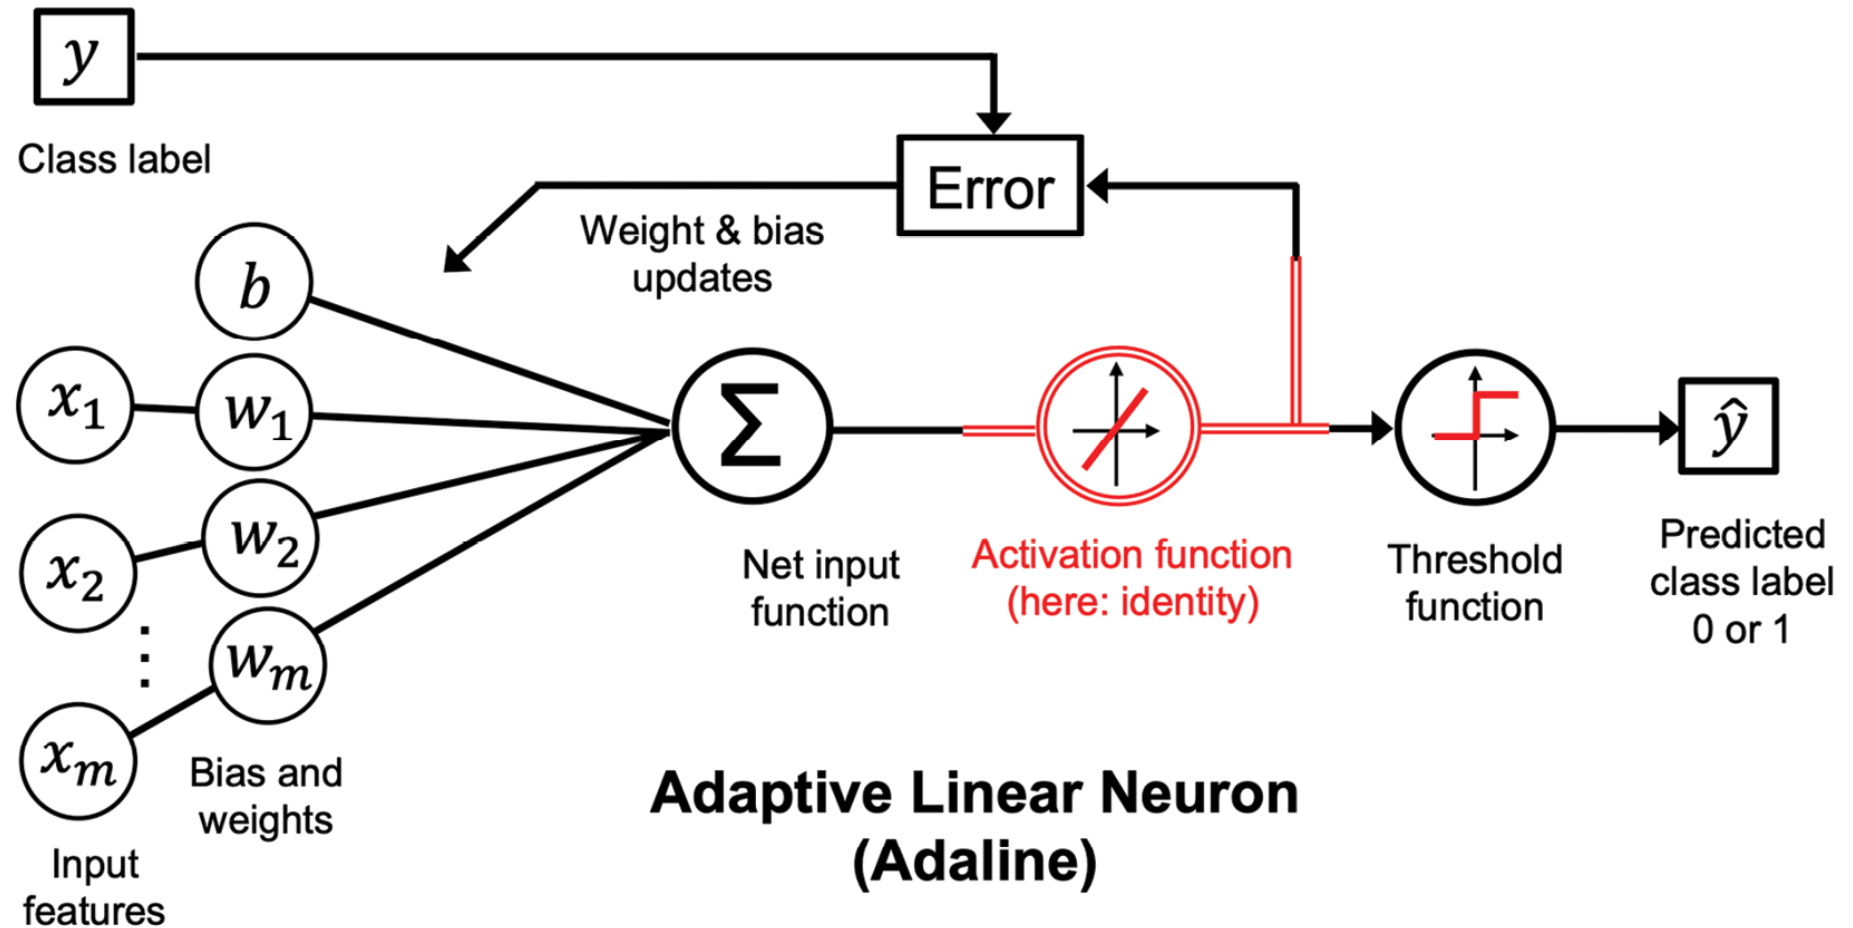 y
Class label
Error
Weight & bias
updates
b
x₁
w₁
x₂
w₂
⋮
wₘ
xₘ
Σ
ŷ
Net input
function
Activation function
(here: identity)
Threshold
function
Predicted
class label
0 or 1
Bias and
weights
Input
features
Adaptive Linear Neuron
(Adaline)